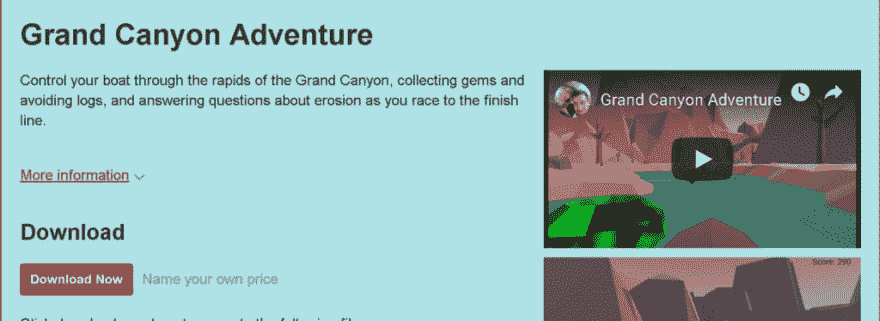 Grand Canyon Adventure
Control your boat through the rapids of the Grand Canyon, collecting gems and
avoiding logs, and answering questions about erosion as you race to the finish
line.
More information
Download
Download Now Name your own price
Grand Canyon Adventure
Score: 290